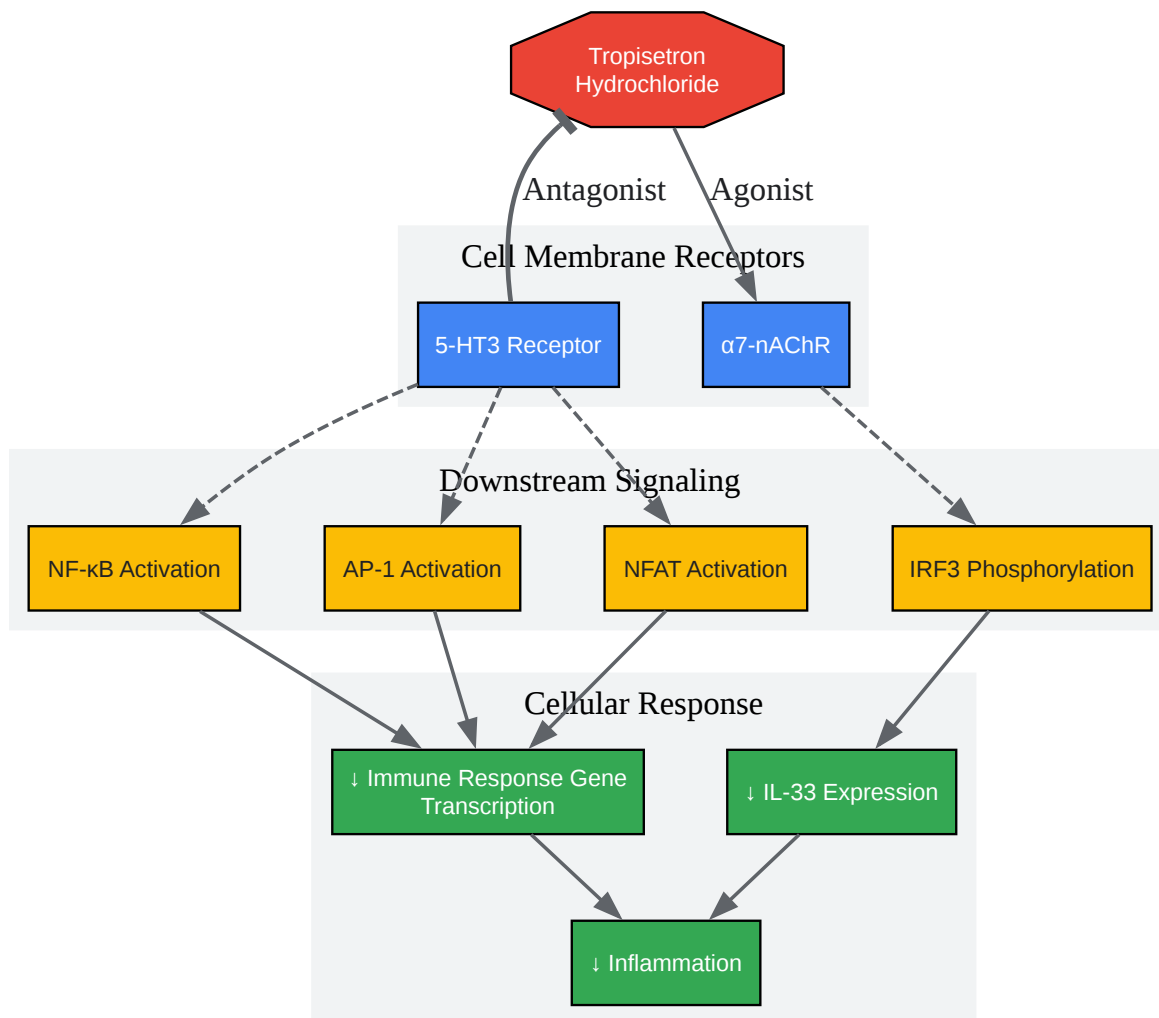 Tropisetron
Hydrochloride
Antagonist
Agonist
Cell Membrane Receptors
5-HT3 Receptor
α7-nAChR
Downstream Signaling
NF-κB Activation
AP-1 Activation
NFAT Activation
IRF3 Phosphorylation
Cellular Response
↓ Immune Response Gene
Transcription
↓ IL-33 Expression
↓ Inflammation